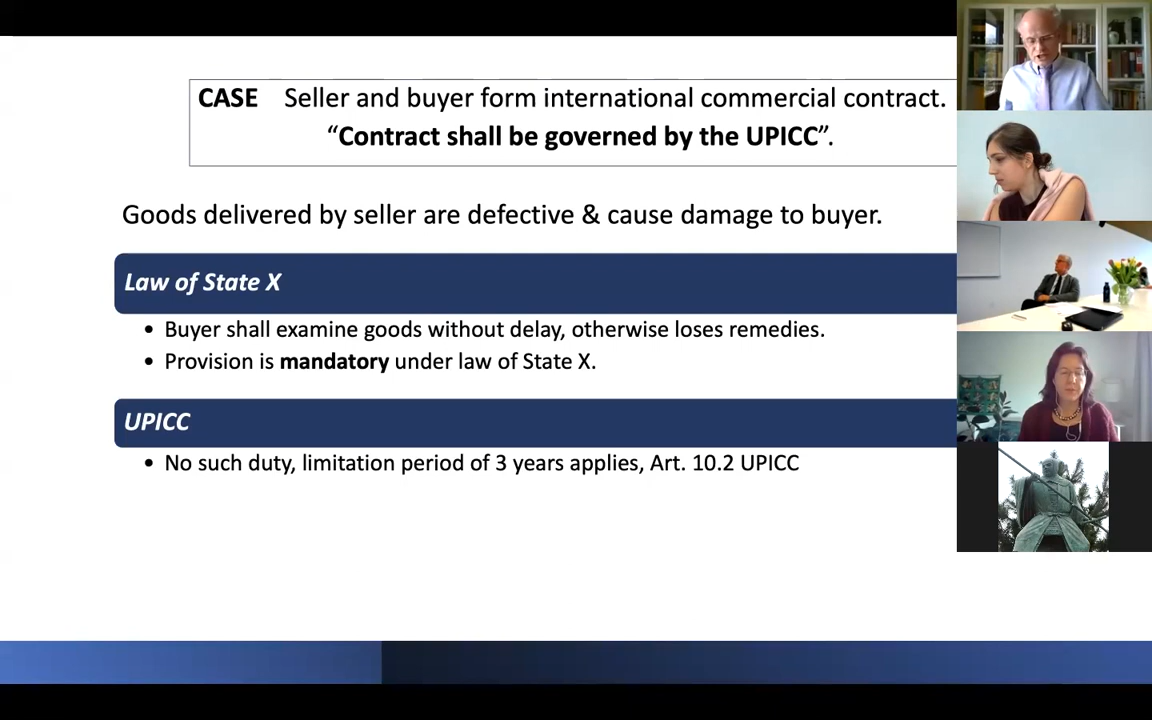 CASE Seller and buyer form international commercial contract.
“Contract shall be governed by the UPICC”.
Goods delivered by seller are defective & cause damage to buyer.
Law of State X
• Buyer shall examine goods without delay, otherwise loses remedies.
• Provision is mandatory under law of State X.
UPICC
• No such duty, limitation period of 3 years applies, Art. 10.2 UPICC